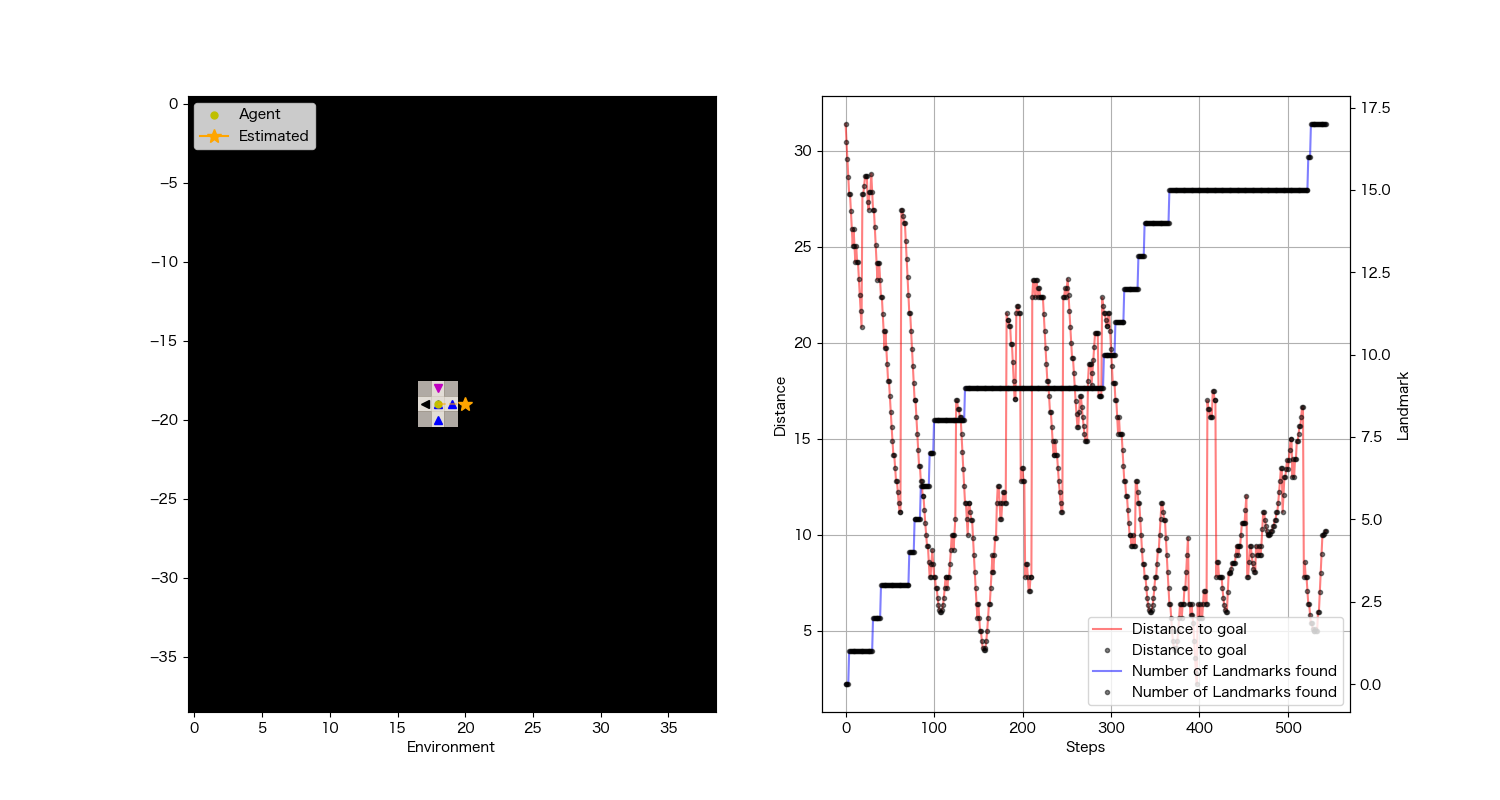 Agent
Estimated
0
−5
−10
−15
−20
−25
−30
−35
0 5 10 15 20 25 30 35
Environment
Distance
30
25
20
15
10
5
0 100 200 300 400 500
Steps
17.5
15.0
12.5
10.0
7.5
5.0
2.5
0.0
Landmark
Distance to goal
Distance to goal
Number of Landmarks found
Number of Landmarks found